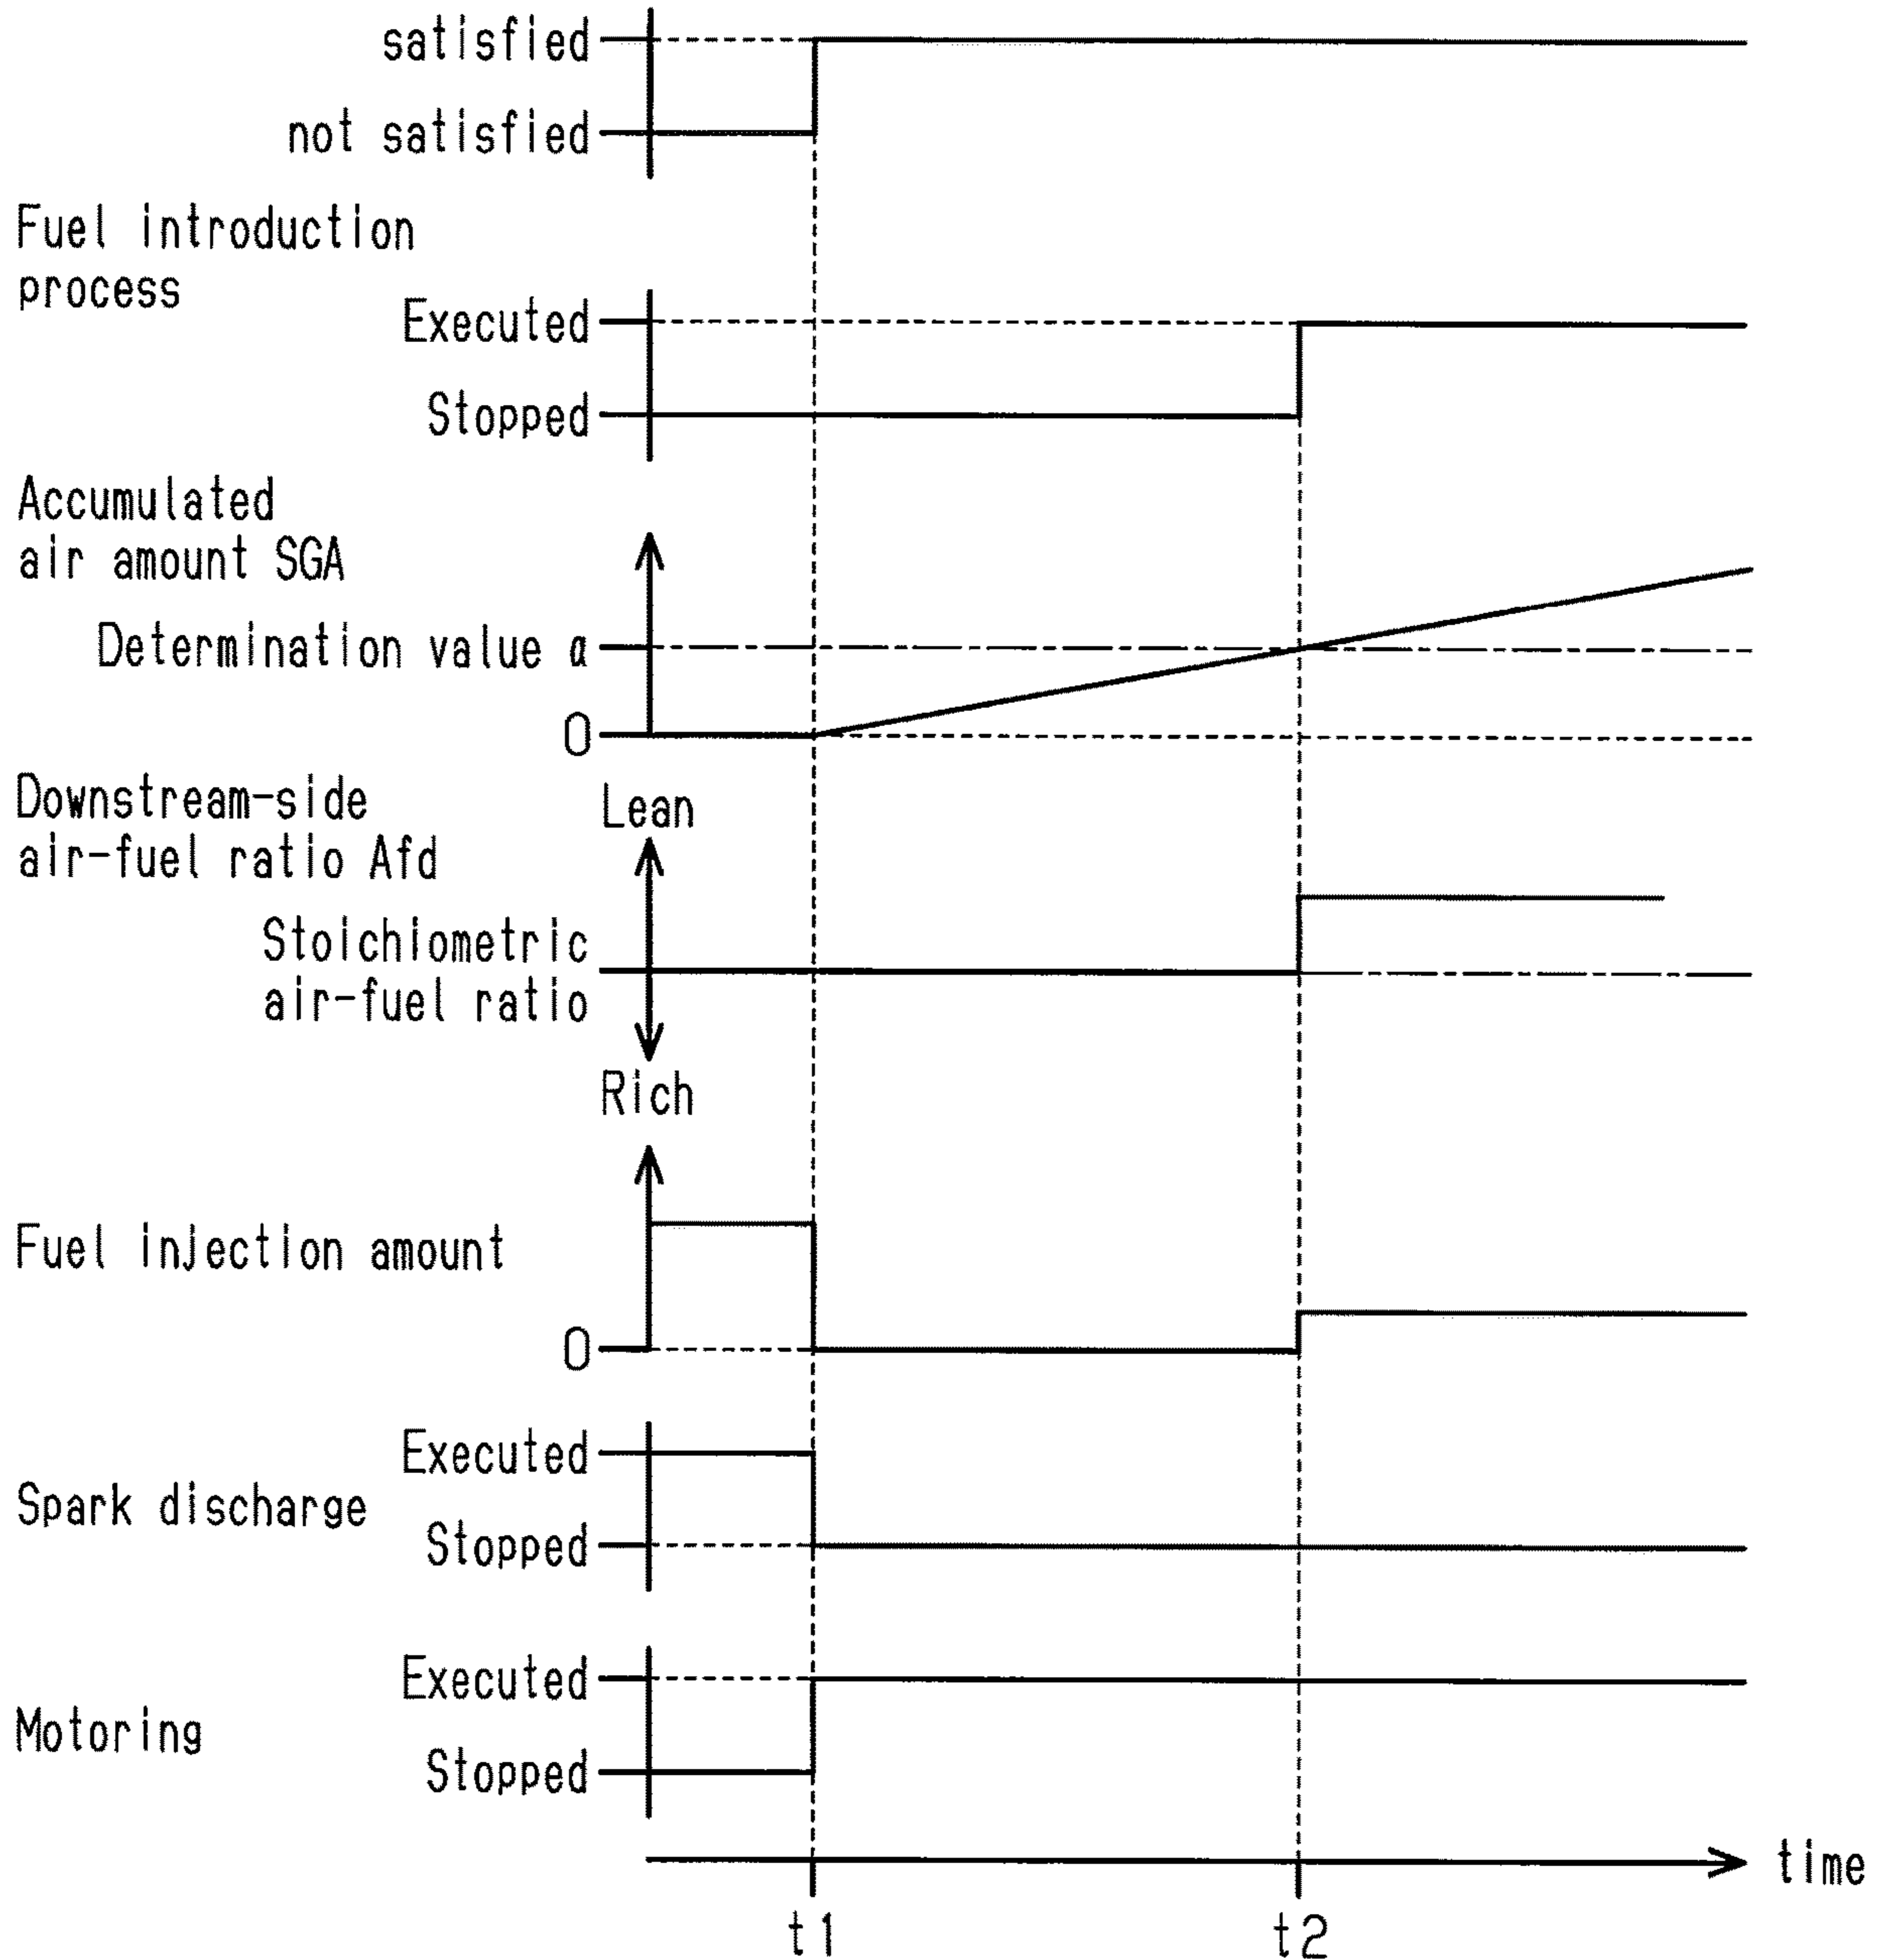 satisfied
not satisfied
Fuel introduction
process
Executed
Stopped
Accumulated
air amount SGA
Determination value α
0
Downstream-side
air-fuel ratio Afd
Lean
Stoichiometric
air-fuel ratio
Rich
Fuel injection amount
0
Executed
Spark discharge
Stopped
Executed
Motoring
Stopped
time
t1 t2